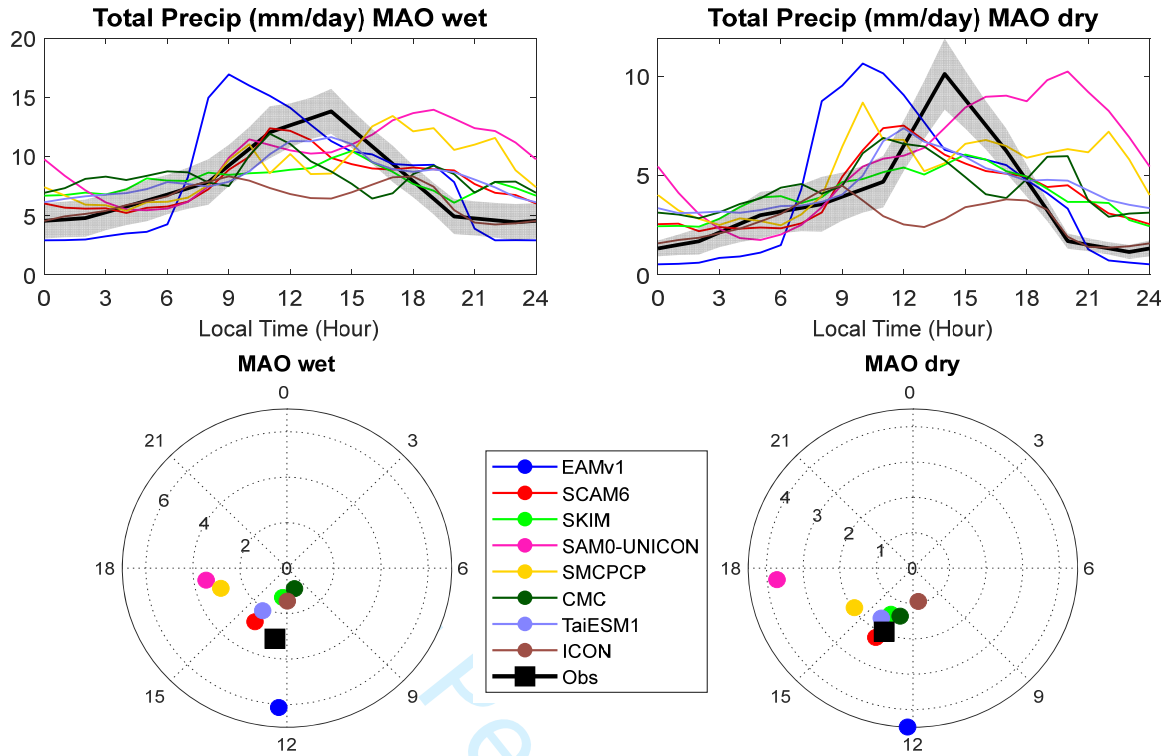 Total Precip (mm/day) MAO wet
20
15
10
5
0
0 3 6 9 12 15 18 21 24
Local Time (Hour)
Total Precip (mm/day) MAO dry
10
5
0
0 3 6 9 12 15 18 21 24
Local Time (Hour)
MAO wet
0
21 3
6
4
2
0
18 6
15 9
12
EAMv1
SCAM6
SKIM
SAM0-UNICON
SMCPCP
CMC
TaiESM1
ICON
Obs
MAO dry
0
21 3
4
3
2
1
0
18 6
15 9
12